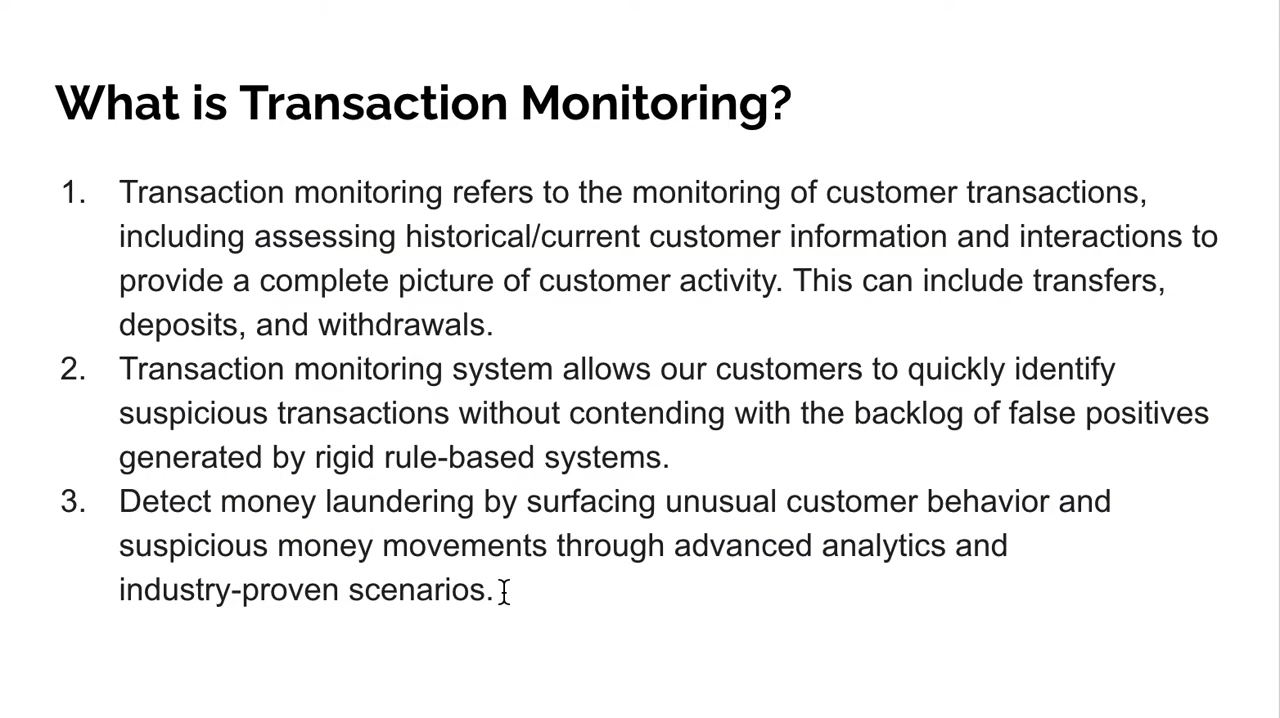 What is Transaction Monitoring?
1. Transaction monitoring refers to the monitoring of customer transactions,
including assessing historical/current customer information and interactions to
provide a complete picture of customer activity. This can include transfers,
deposits, and withdrawals.
2. Transaction monitoring system allows our customers to quickly identify
suspicious transactions without contending with the backlog of false positives
generated by rigid rule-based systems.
3. Detect money laundering by surfacing unusual customer behavior and
suspicious money movements through advanced analytics and
industry-proven scenarios.